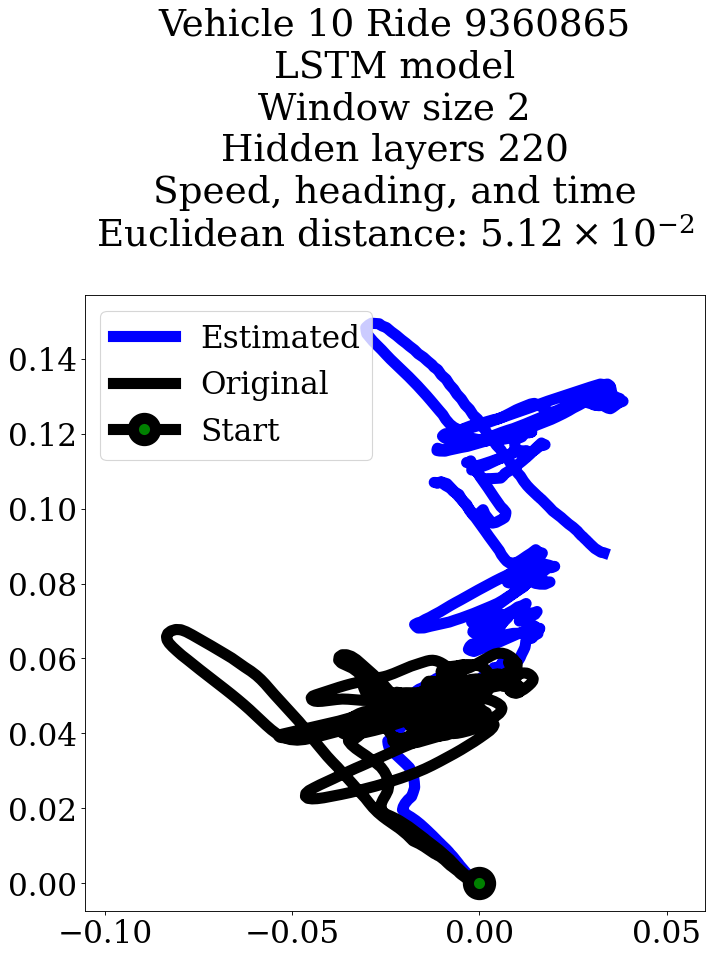 Vehicle 10 Ride 9360865
LSTM model
Window size 2
Hidden layers 220
Speed, heading, and time
Euclidean distance: 5.12 × 10⁻²
Estimated
Original
Start
0.14
0.12
0.10
0.08
0.06
0.04
0.02
0.00
−0.10 −0.05 0.00 0.05